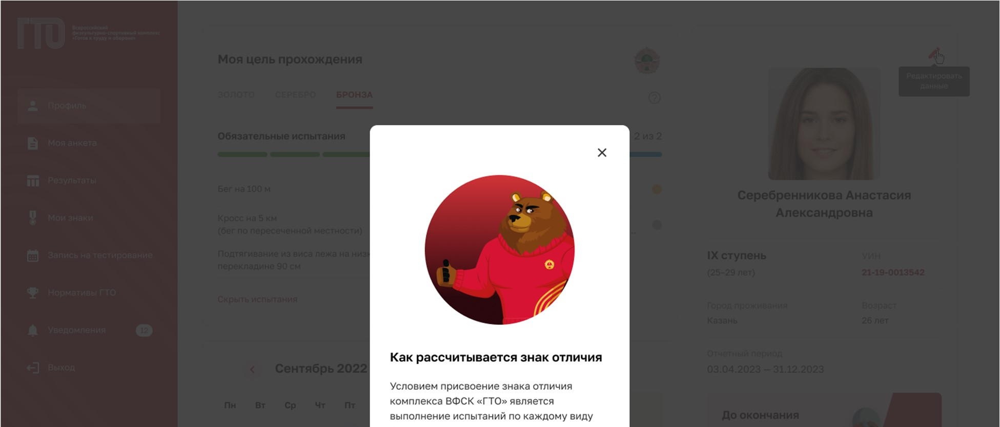 ГТО
Всероссийский
физкультурно-спортивный комплекс
«Готов к труду и обороне»
Профиль
Моя анкета
Результаты
Мои знаки
Запись на тестирование
Нормативы ГТО
Уведомления 12
Выход
Моя цель прохождения
ЗОЛОТО СЕРЕБРО БРОНЗА
?
Обязательные испытания
2 из 2
Бег на 100 м
Кросс на 5 км
(бег по пересеченной местности)
...
Подтягивание из виса лежа на низк
перекладине 90 см
Скрыть испытания
Сентябрь 2022
Пн Вт Ср Чт Пт
Как рассчитывается знак отличия
Условием присвоение знака отличия
комплекса ВФСК «ГТО» является
выполнение испытаний по каждому виду
Редактировать
данные
Серебренникова Анастасия
Александровна
IX ступень
(25–29 лет)
УИН
21-19-0013542
Город проживания
Казань
Возраст
26 лет
Отчетный период
03.04.2023 — 31.12.2023
До окончания